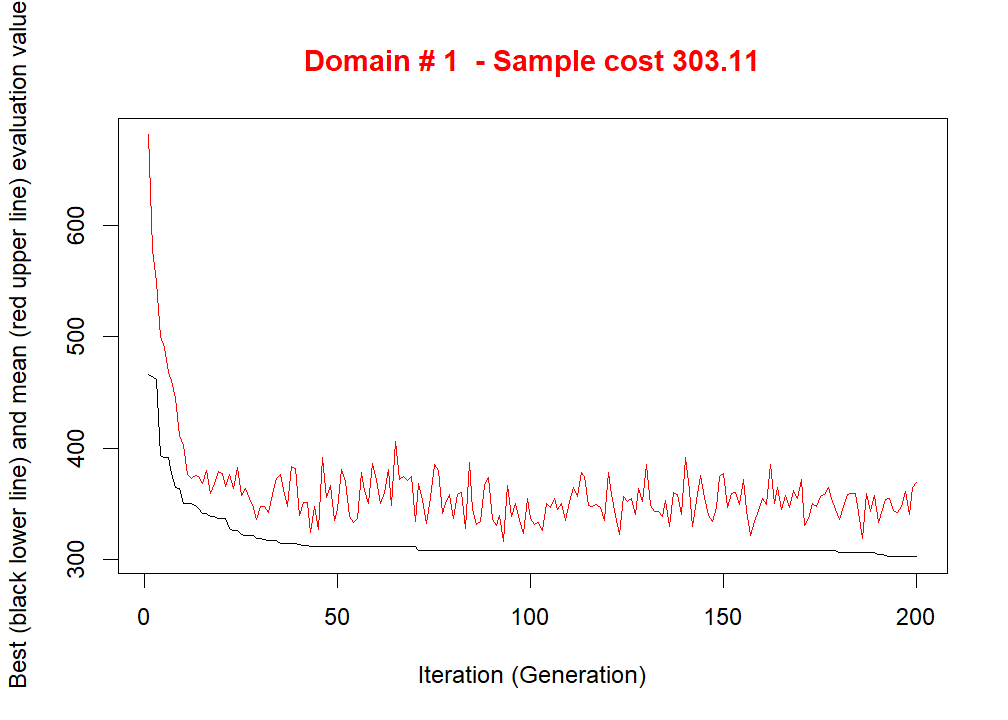 Domain # 1  - Sample cost 303.11
Best (black lower line) and mean (red upper line) evaluation value
600
500
400
300
0 50 100 150 200
Iteration (Generation)